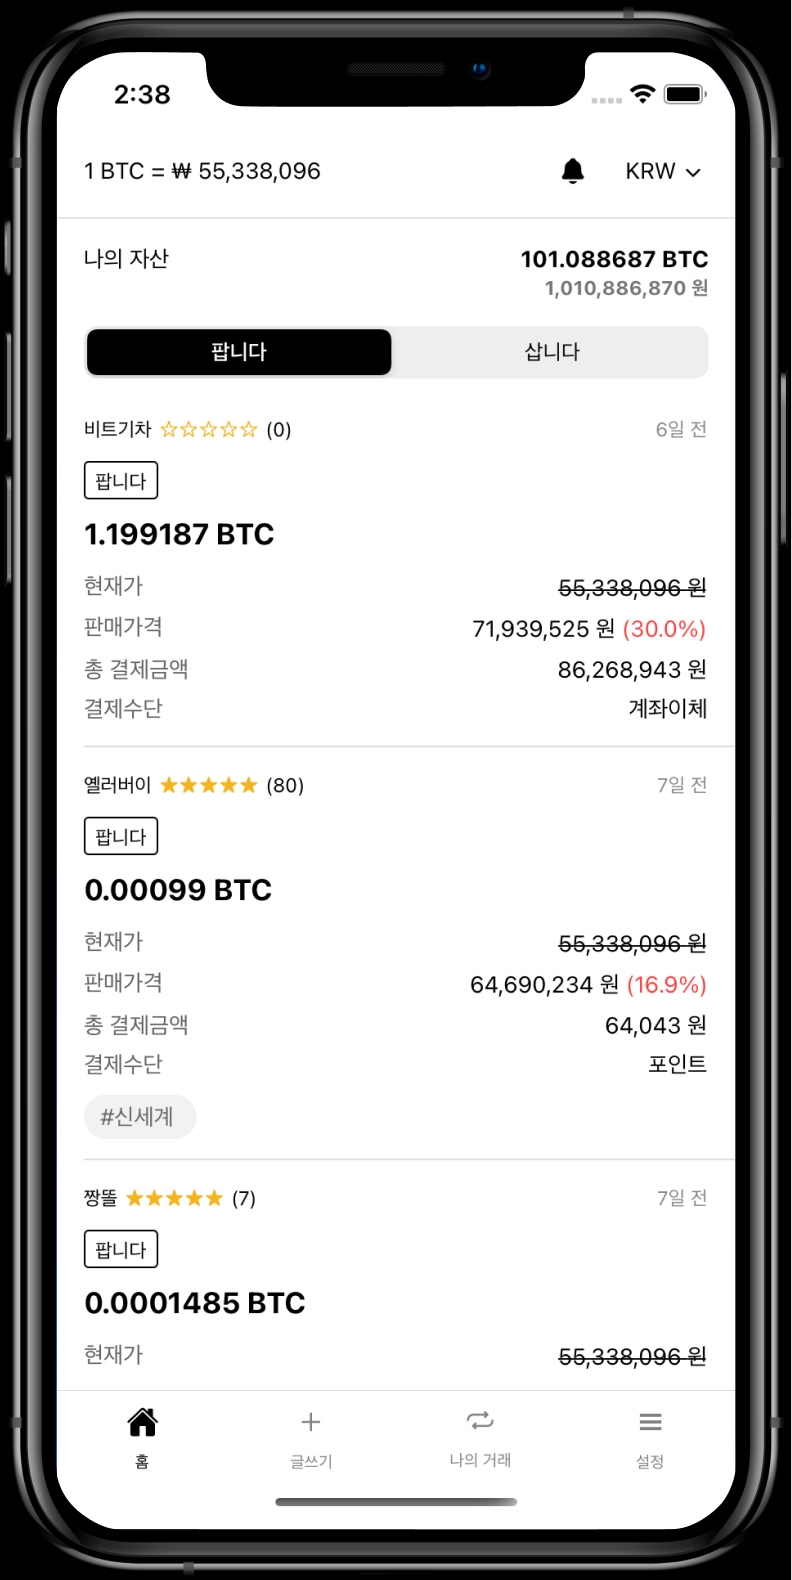 2:38
1 BTC = ₩ 55,338,096 KRW
나의 자산 101.088687 BTC
1,010,886,870 원
팝니다 삽니다
비트기차 ☆☆☆☆☆ (0) 6일 전
팝니다
1.199187 BTC
현재가 55,338,096 원
판매가격 71,939,525 원 (30.0%)
총 결제금액 86,268,943 원
결제수단 계좌이체
옐러버이 ★★★★★ (80) 7일 전
팝니다
0.00099 BTC
현재가 55,338,096 원
판매가격 64,690,234 원 (16.9%)
총 결제금액 64,043 원
결제수단 포인트
#신세계
짱똘 ★★★★★ (7) 7일 전
팝니다
0.0001485 BTC
현재가 55,338,096 원
홈 글쓰기 나의 거래 설정